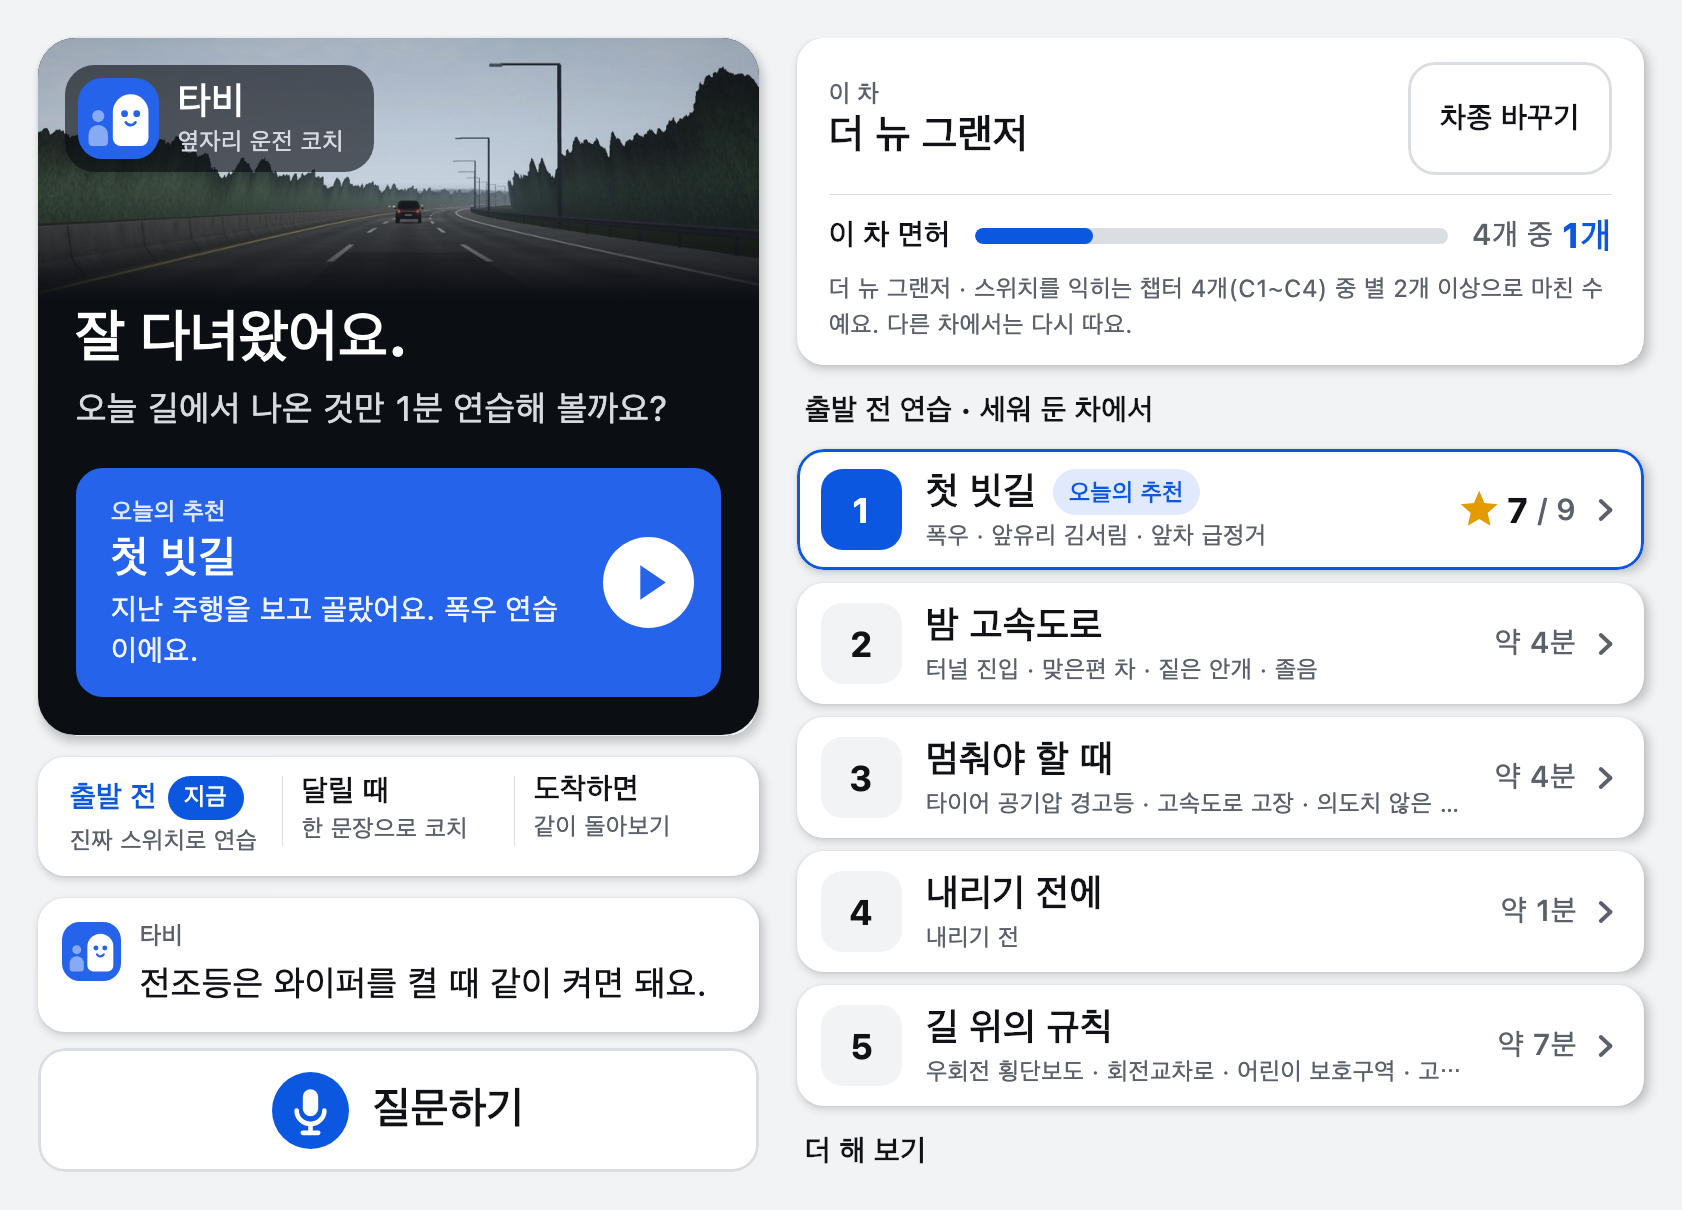 타비
옆자리 운전 코치
잘 다녀왔어요.
오늘 길에서 나온 것만 1분 연습해 볼까요?
오늘의 추천
첫 빗길
지난 주행을 보고 골랐어요. 폭우 연습
이에요.
출발 전 지금
진짜 스위치로 연습
달릴 때
한 문장으로 코치
도착하면
같이 돌아보기
타비
전조등은 와이퍼를 켤 때 같이 켜면 돼요.
질문하기
이 차
더 뉴 그랜저
차종 바꾸기
이 차 면허
4개 중 1개
더 뉴 그랜저 · 스위치를 익히는 챕터 4개(C1~C4) 중 별 2개 이상으로 마친 수
예요. 다른 차에서는 다시 따요.
출발 전 연습 · 세워 둔 차에서
1
첫 빗길 오늘의 추천
폭우 · 앞유리 김서림 · 앞차 급정거
7 / 9
2
밤 고속도로
터널 진입 · 맞은편 차 · 짙은 안개 · 졸음
약 4분
3
멈춰야 할 때
타이어 공기압 경고등 · 고속도로 고장 · 의도치 않은 ...
약 4분
4
내리기 전에
내리기 전
약 1분
5
길 위의 규칙
우회전 횡단보도 · 회전교차로 · 어린이 보호구역 · 고…
약 7분
더 해 보기